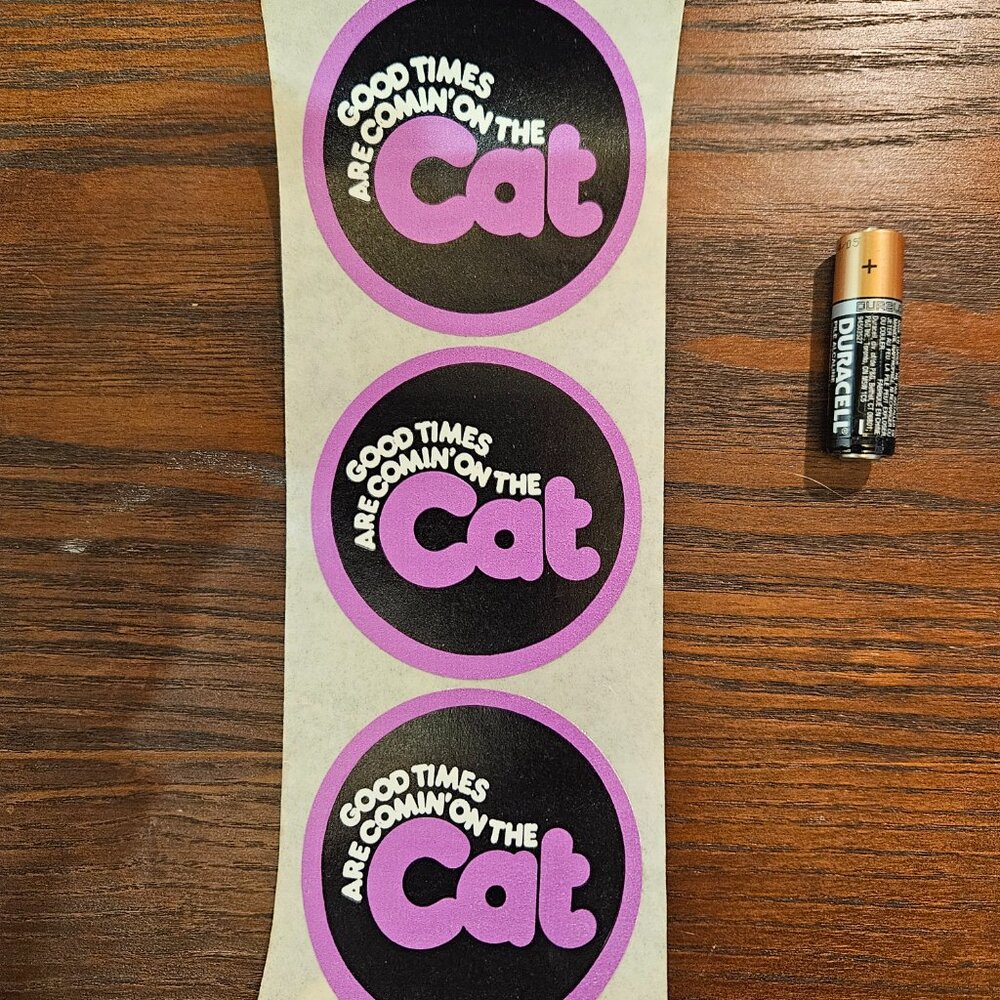 GOOD TIMES
ARE COMIN' ON THE
Cat
GOOD TIMES
ARE COMIN' ON THE
Cat
GOOD TIMES
ARE COMIN' ON THE
Cat
+
DURACELL®